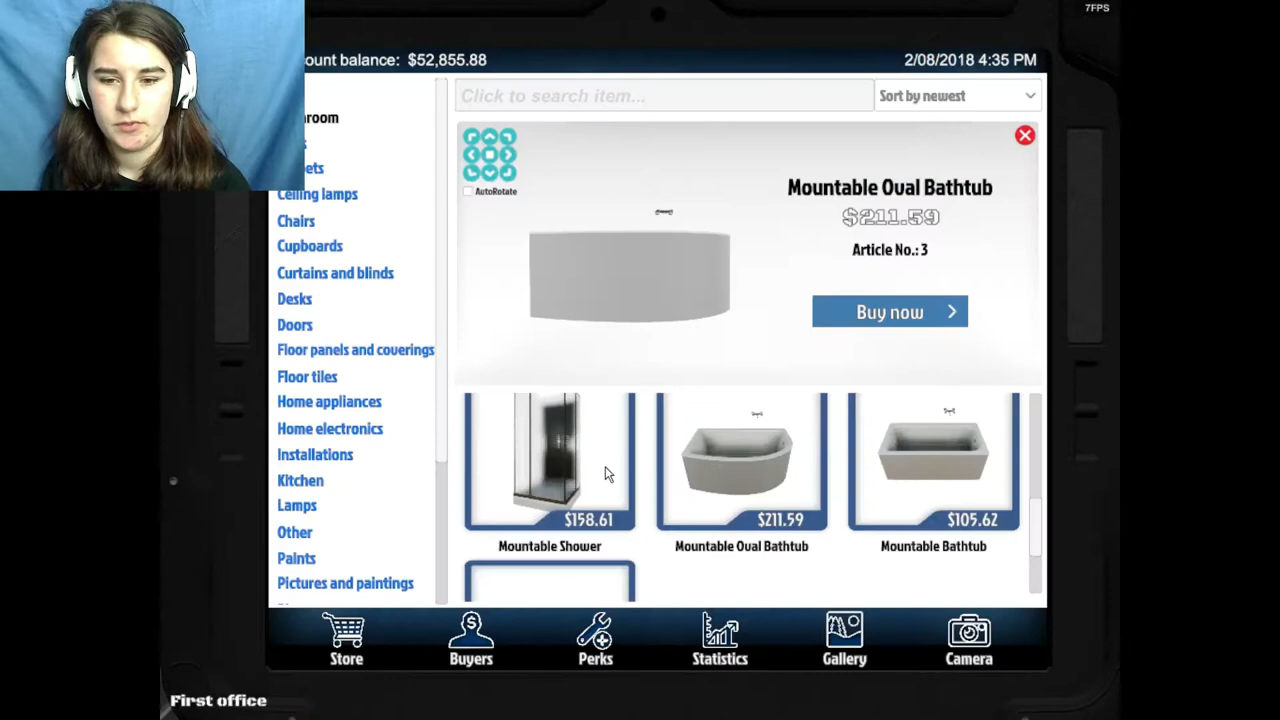 7FPS
ount balance: $52,855.88
2/08/2018 4:35 PM
Click to search item...
Sort by newest
room
Ceiling lamps
Chairs
Cupboards
Curtains and blinds
Desks
Doors
Floor panels and coverings
Floor tiles
Home appliances
Home electronics
Installations
Kitchen
Lamps
Other
Paints
Pictures and paintings
AutoRotate
Mountable Oval Bathtub
$211.59
Article No.: 3
Buy now
$158.61
$211.59
$105.62
Mountable Shower
Mountable Oval Bathtub
Mountable Bathtub
Store
Buyers
Perks
Statistics
Gallery
Camera
First office